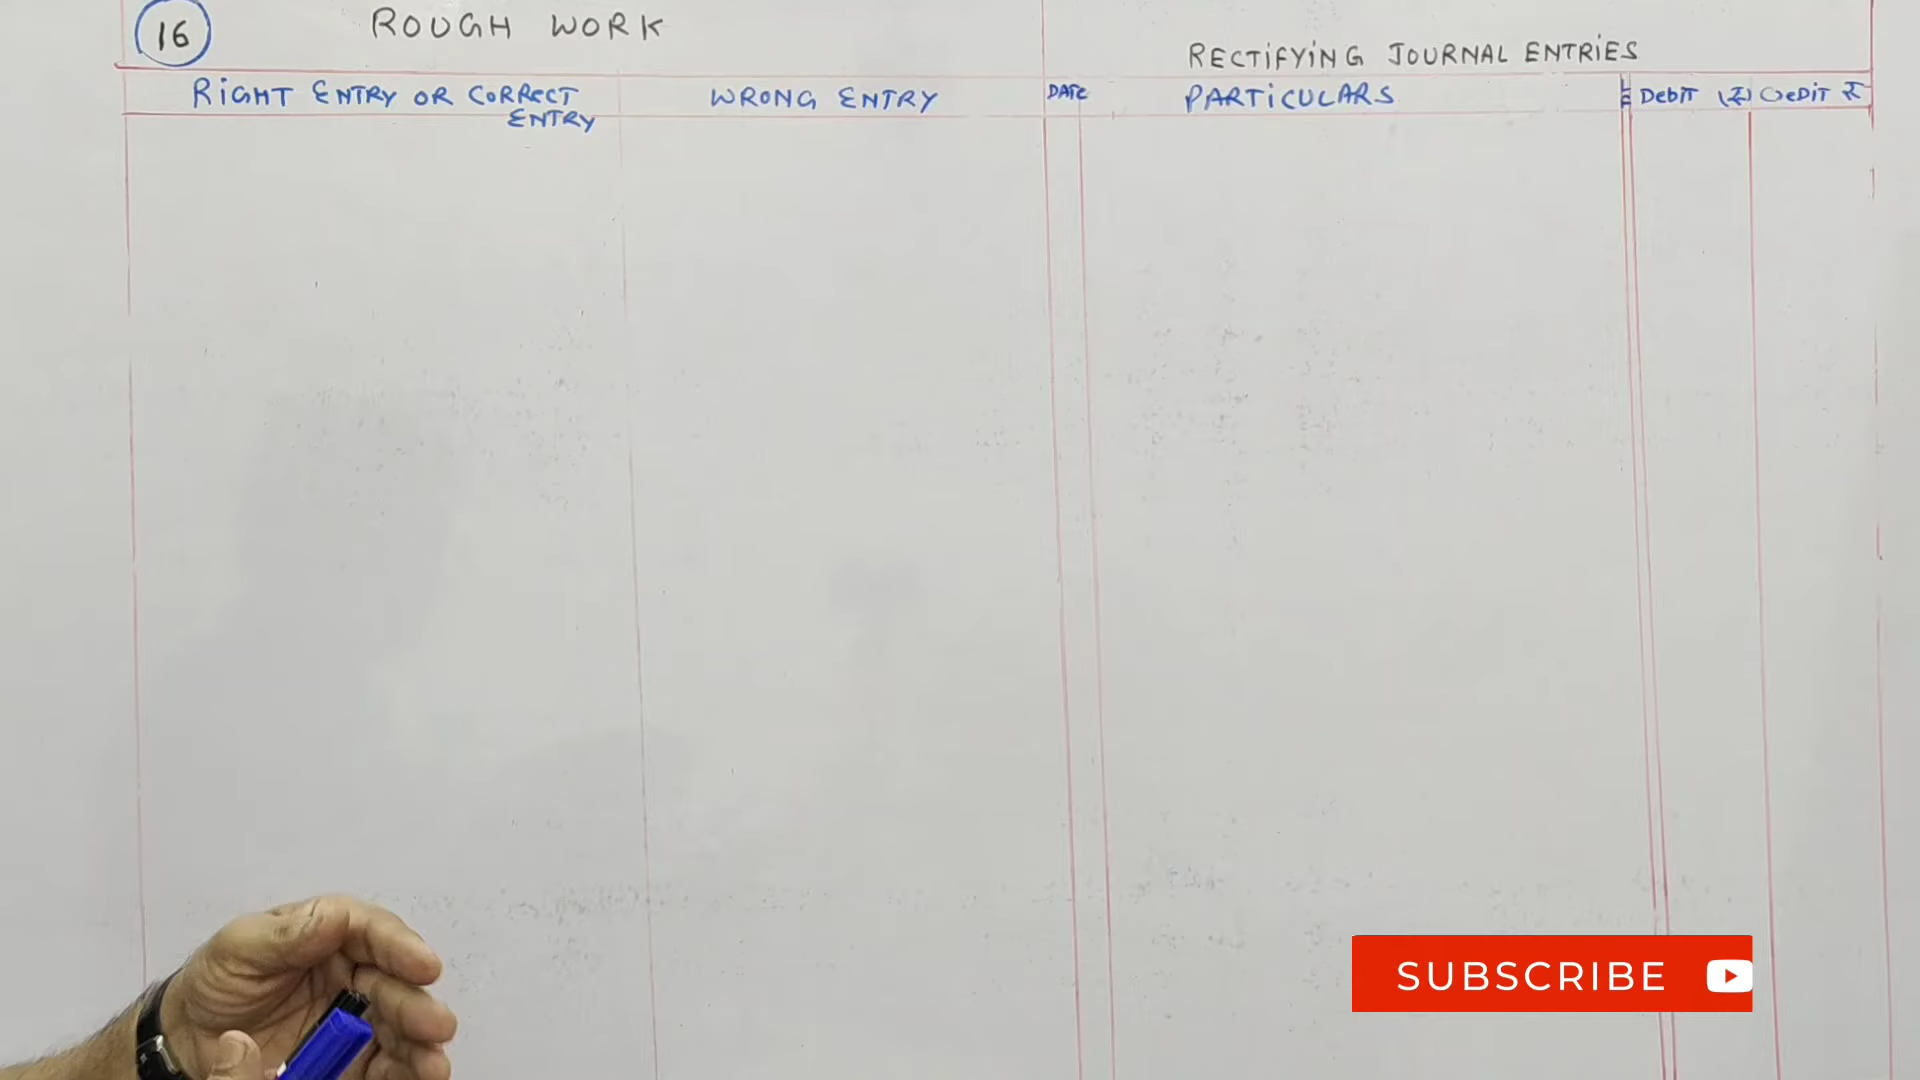 16
ROUGH WORK
RECTIFYING JOURNAL ENTRIES
RIGHT ENTRY OR CORRECT
ENTRY
WRONG ENTRY
DATE
PARTICULARS
DEBIT (₹)
CREDIT ₹
SUBSCRIBE